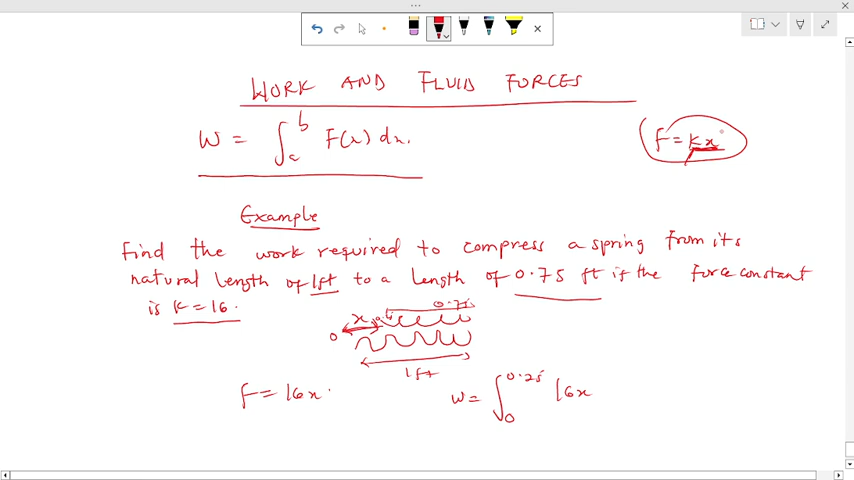 WORK AND FLUID FORCES
W = ∫_a^b F(x) dx.
F = kx
Example
Find the work required to compress a spring from its
natural length of 1ft to a length of 0.75 ft if the force constant
is K = 16.
0.75
x
0
1ft
F = 16x.
W = ∫_0^0.25 16x